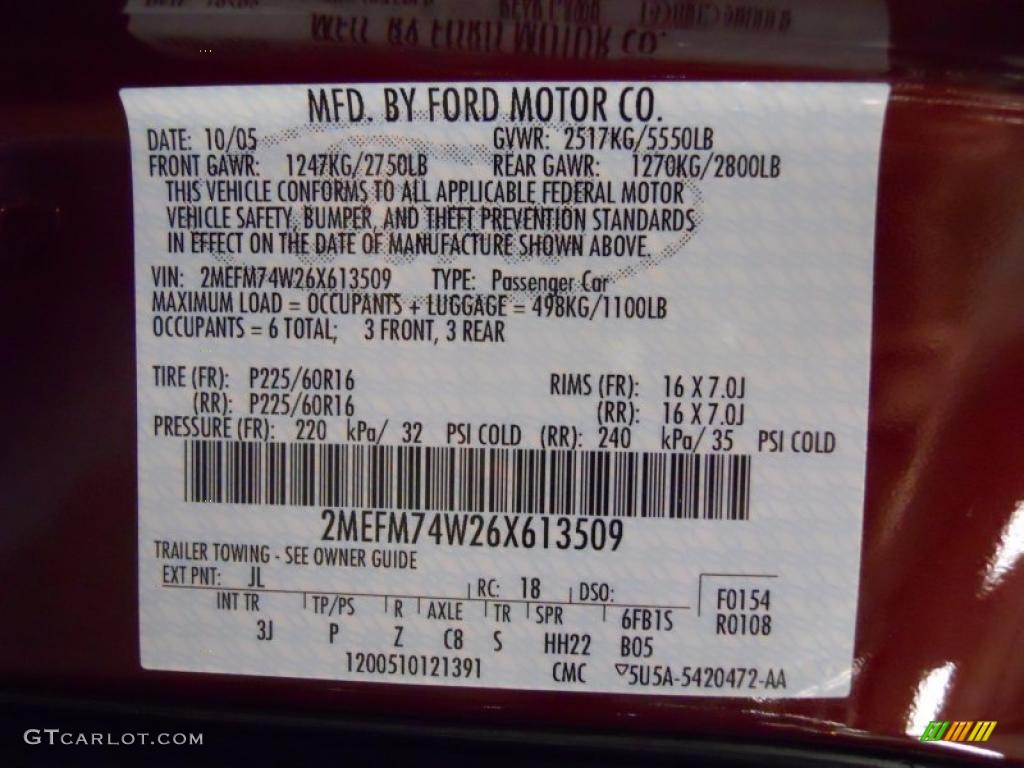 MFD. BY FORD MOTOR CO.
DATE: 10/05 GVWR: 2517KG/5550LB
FRONT GAWR: 1247KG/2750LB REAR GAWR: 1270KG/2800LB
THIS VEHICLE CONFORMS TO ALL APPLICABLE FEDERAL MOTOR
VEHICLE SAFETY, BUMPER, AND THEFT PREVENTION STANDARDS
IN EFFECT ON THE DATE OF MANUFACTURE SHOWN ABOVE.
VIN: 2MEFM74W26X613509 TYPE: Passenger Car
MAXIMUM LOAD = OCCUPANTS + LUGGAGE = 498KG/1100LB
OCCUPANTS = 6 TOTAL; 3 FRONT, 3 REAR
TIRE (FR): P225/60R16 RIMS (FR): 16 X 7.0J
(RR): P225/60R16 (RR): 16 X 7.0J
PRESSURE (FR): 220 kPa/ 32 PSI COLD (RR): 240 kPa/ 35 PSI COLD
2MEFM74W26X613509
TRAILER TOWING - SEE OWNER GUIDE
EXT PNT: JL RC: 18 DSO: F0154
INT TR TP/PS R AXLE TR SPR 6FB1S R0108
3J P Z C8 S HH22 B05
1200510121391 CMC 5U5A-5420472-AA
GTCARLOT.COM